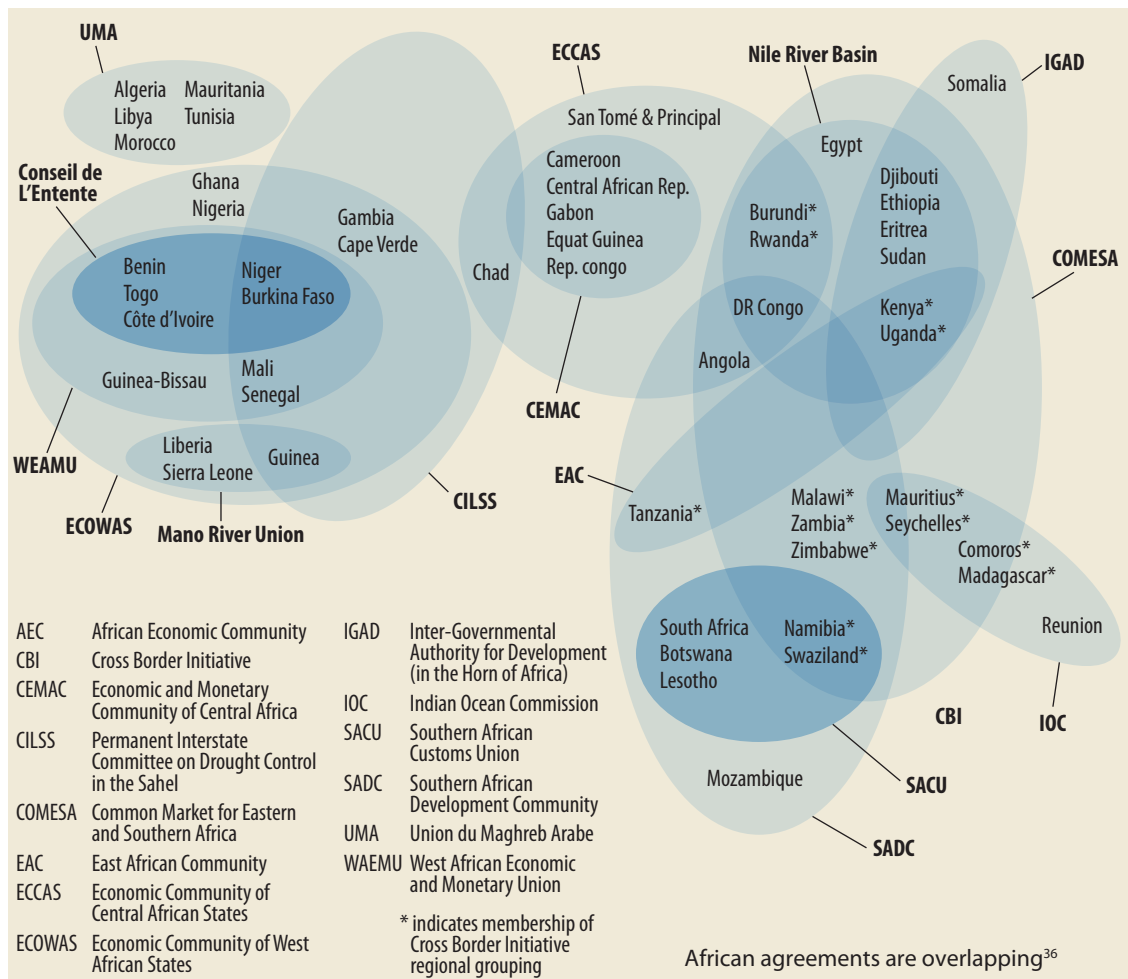 UMA
Algeria
Libya
Morocco
Mauritania
Tunisia
Conseil de
L'Entente
Ghana
Nigeria
Gambia
Cape Verde
Benin
Togo
Côte d'Ivoire
Niger
Burkina Faso
Guinea-Bissau
Mali
Senegal
Liberia
Sierra Leone
Guinea
WEAMU
ECOWAS
Mano River Union
CILSS
ECCAS
San Tomé & Principal
Cameroon
Central African Rep.
Gabon
Equat Guinea
Rep. congo
Chad
CEMAC
Nile River Basin
IGAD
Somalia
Egypt
Djibouti
Ethiopia
Eritrea
Sudan
Burundi*
Rwanda*
COMESA
DR Congo
Kenya*
Uganda*
Angola
EAC
Tanzania*
Malawi*
Zambia*
Zimbabwe*
Mauritius*
Seychelles*
Comoros*
Madagascar*
Reunion
South Africa
Botswana
Lesotho
Namibia*
Swaziland*
CBI
IOC
Mozambique
SACU
SADC
AEC African Economic Community
CBI Cross Border Initiative
CEMAC Economic and Monetary
Community of Central Africa
CILSS Permanent Interstate
Committee on Drought Control
in the Sahel
COMESA Common Market for Eastern
and Southern Africa
EAC East African Community
ECCAS Economic Community of
Central African States
ECOWAS Economic Community of West
African States
IGAD Inter-Governmental
Authority for Development
(in the Horn of Africa)
IOC Indian Ocean Commission
SACU Southern African
Customs Union
SADC Southern African
Development Community
UMA Union du Maghreb Arabe
WAEMU West African Economic
and Monetary Union
* indicates membership of
Cross Border Initiative
regional grouping
African agreements are overlapping36